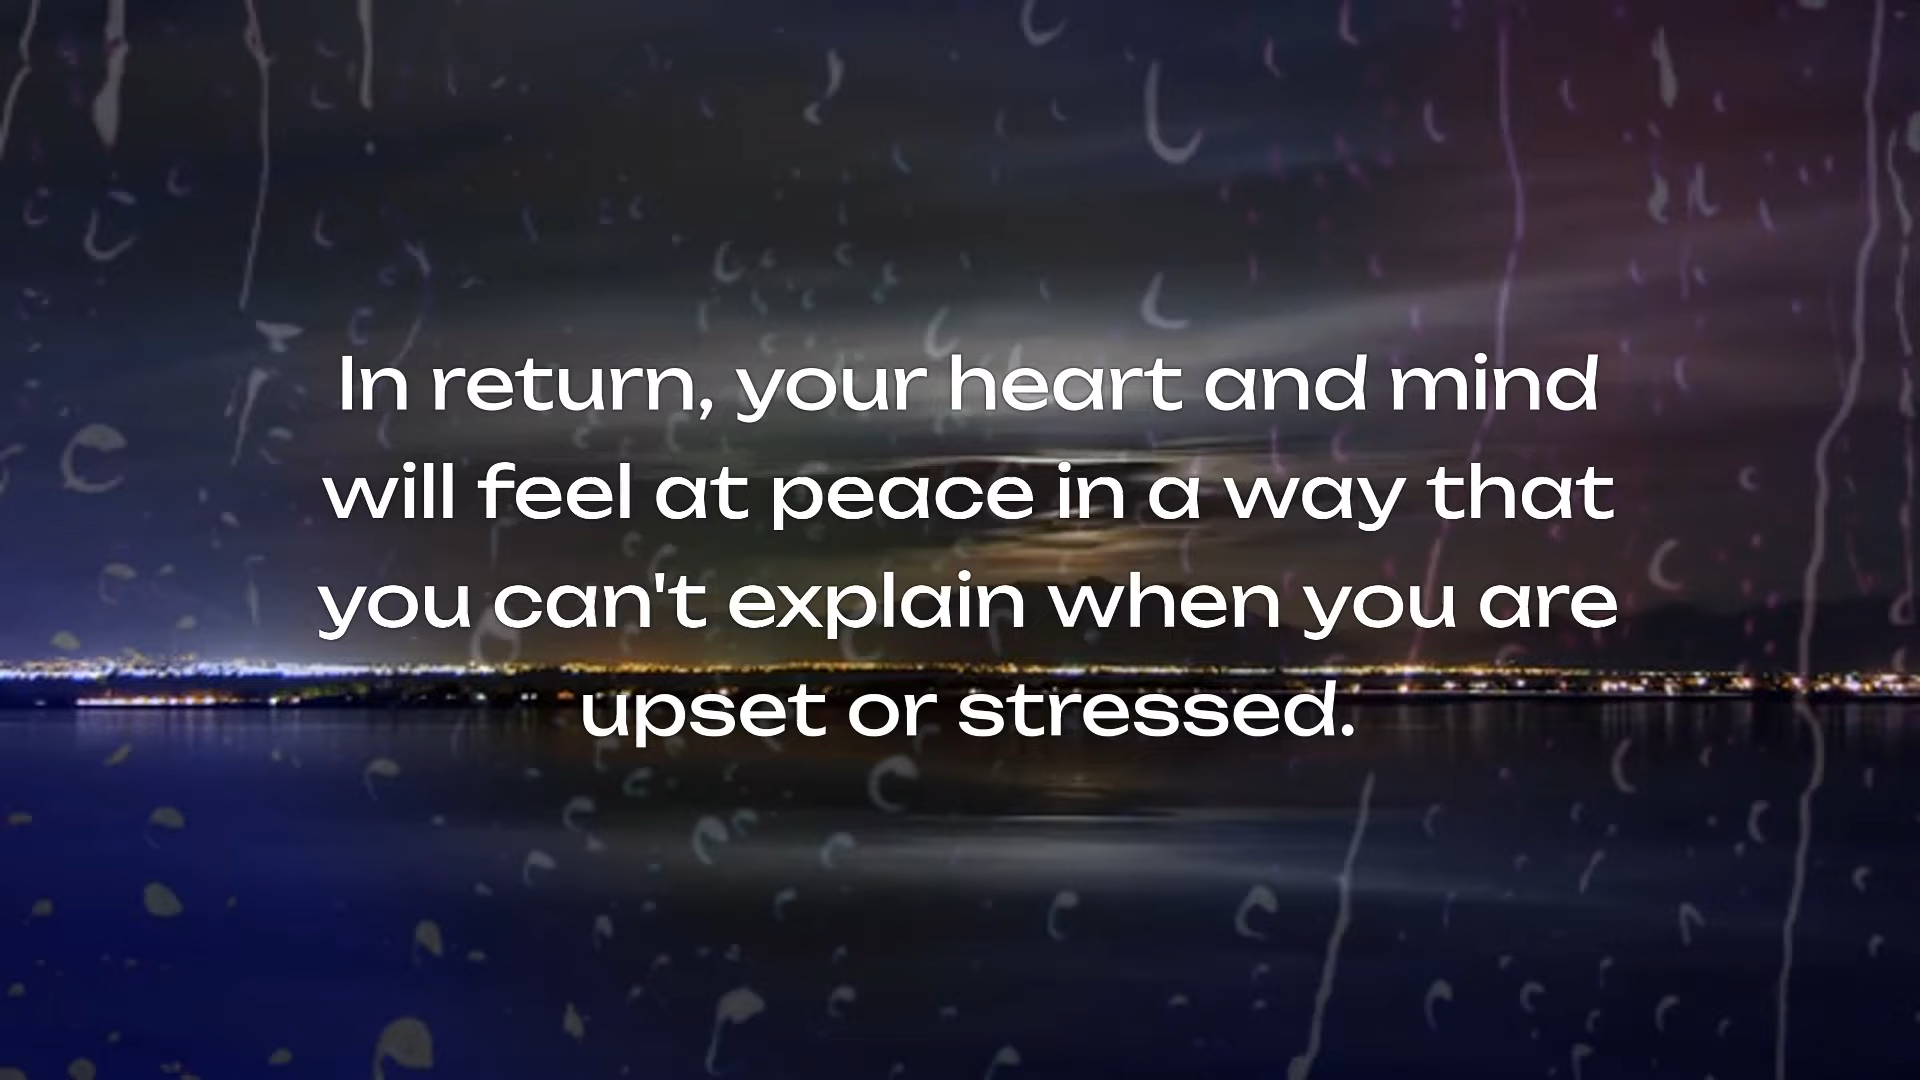 In return, your heart and mind
will feel at peace in a way that
you can't explain when you are
upset or stressed.